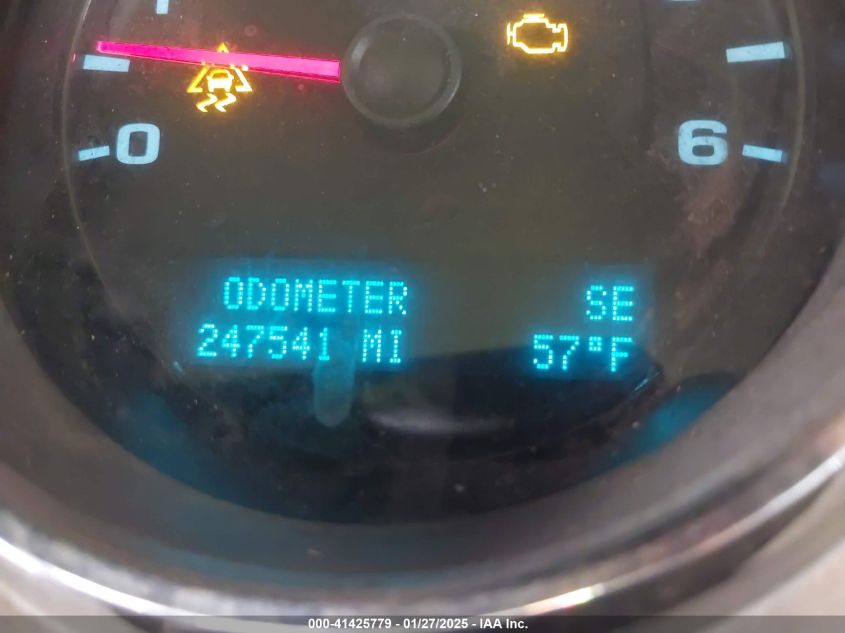 0 6
ODOMETER SE
247541 MI 57°F
000-41425779 - 01/27/2025 - IAA Inc.